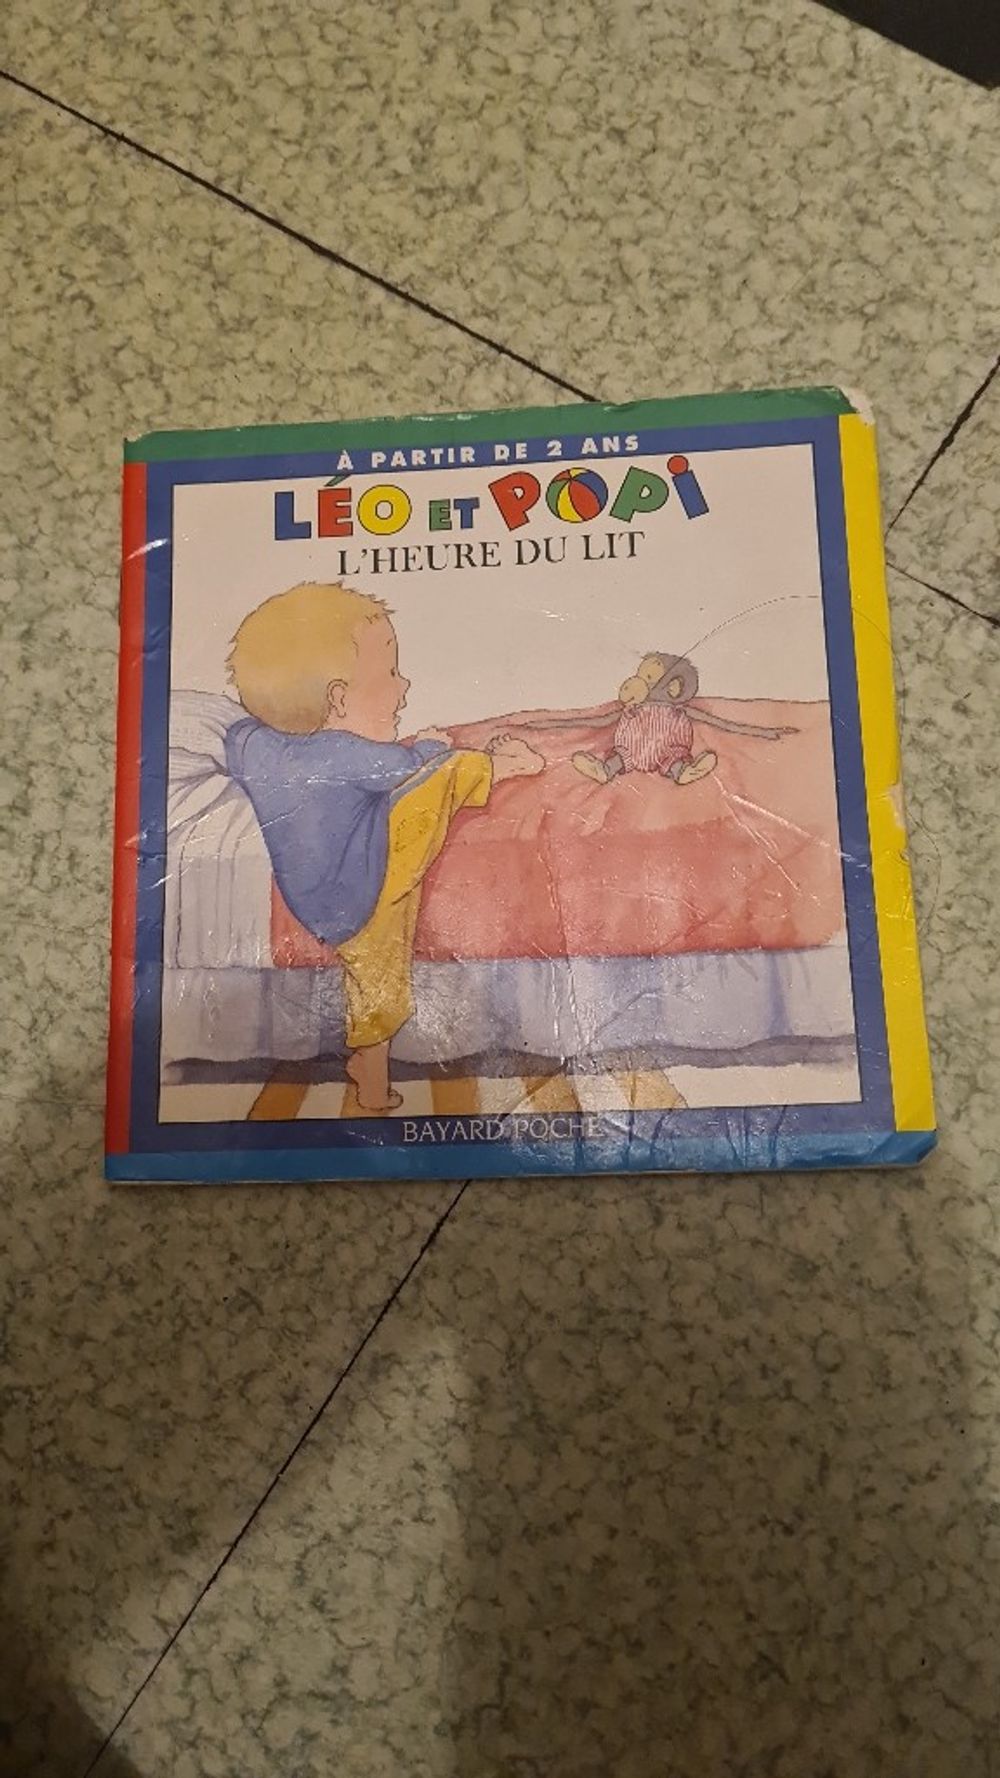 À PARTIR DE 2 ANS
LÉO ET POPi
L'HEURE DU LIT
BAYARD POCHE